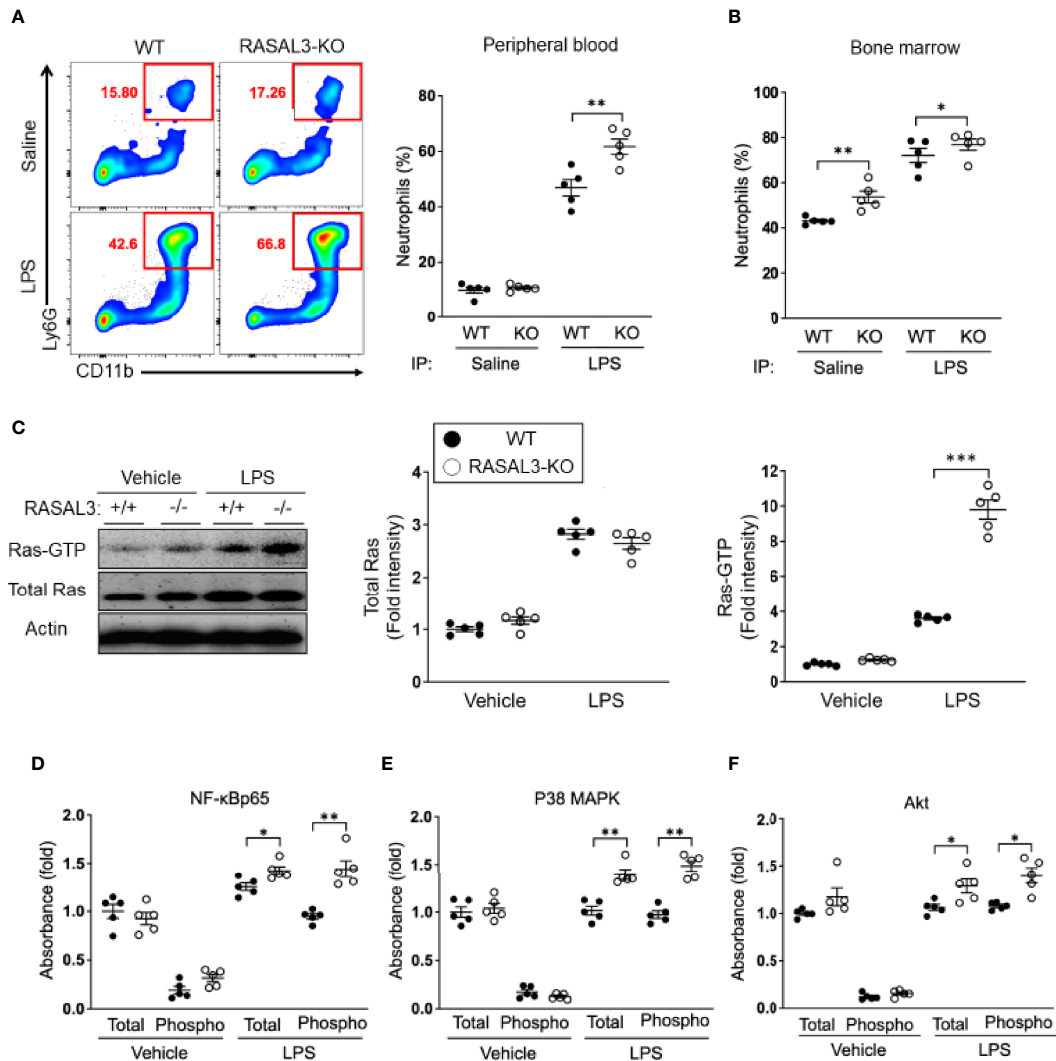 A
WT
RASAL3-KO
Saline
15.80
17.26
LPS
42.6
66.8
Ly6G
CD11b
Peripheral blood
Neutrophils (%)
80
60
40
20
0
**
WT KO WT KO
IP: Saline LPS
B
Bone marrow
Neutrophils (%)
100
80
60
40
20
0
**
*
WT KO WT KO
IP: Saline LPS
C
Vehicle LPS
RASAL3: +/+ -/- +/+ -/-
Ras-GTP
Total Ras
Actin
WT
RASAL3-KO
Total Ras
(Fold intensity)
4
3
2
1
0
Vehicle LPS
Ras-GTP
(Fold intensity)
12
10
8
6
4
2
0
***
Vehicle LPS
D
NF-κBp65
Absorbance (fold)
2.0
1.5
1.0
0.5
0.0
*
**
Total Phospho Total Phospho
Vehicle LPS
E
P38 MAPK
Absorbance (fold)
2.0
1.5
1.0
0.5
0.0
**
**
Total Phospho Total Phospho
Vehicle LPS
F
Akt
Absorbance (fold)
2.0
1.5
1.0
0.5
0.0
*
*
Total Phospho Total Phospho
Vehicle LPS